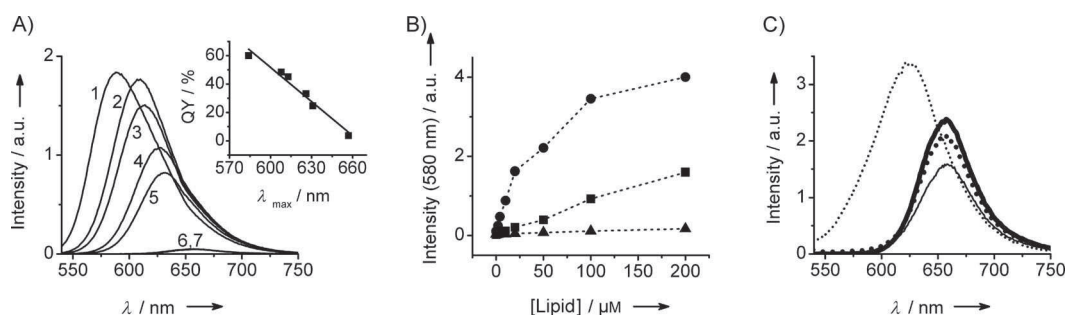 A)
Intensity / a.u.
2
1
0
1
2
3
4
5
6,7
550 600 650 700 750
λ / nm
QY / %
60
40
20
0
570 600 630 660
λ max / nm
B)
Intensity (580 nm) / a.u.
4
2
0
0 50 100 150 200
[Lipid] / µM
C)
Intensity / a.u.
3
2
1
0
550 600 650 700 750
λ / nm